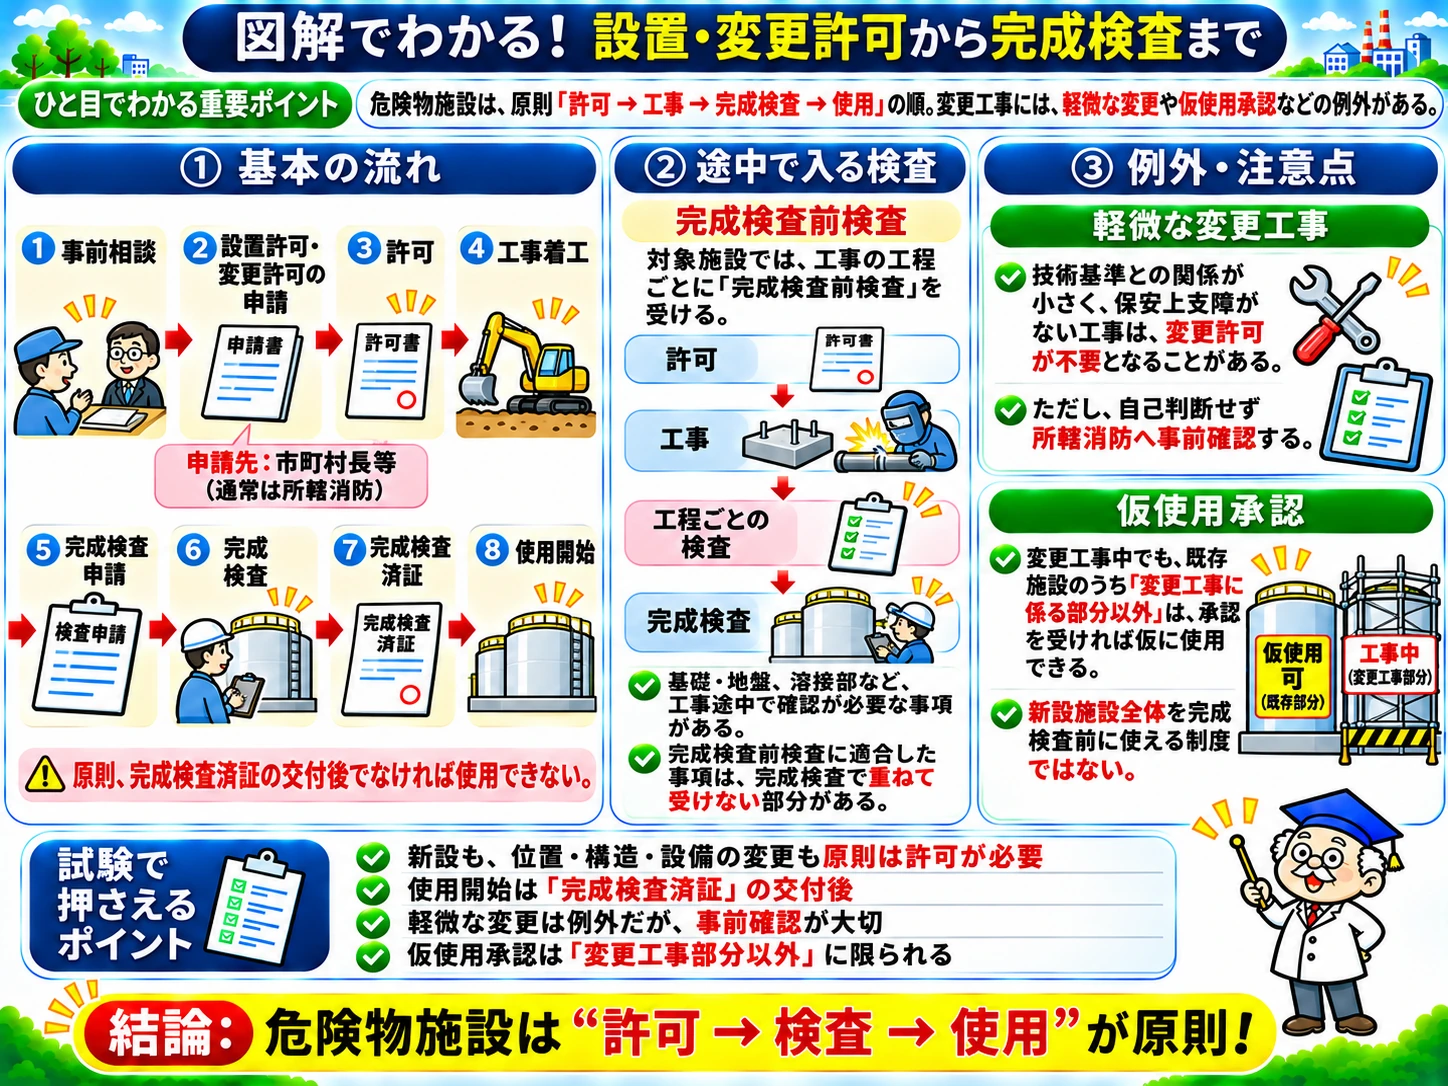 図解でわかる！ 設置・変更許可から完成検査まで
ひと目でわかる重要ポイント
危険物施設は、原則「許可 → 工事 → 完成検査 → 使用」の順。変更工事には、軽微な変更や仮使用承認などの例外がある。
① 基本の流れ
1 事前相談
2 設置許可・
変更許可の
申請
申請書
3 許可
許可書
4 工事着工
申請先：市町村長等
（通常は所轄消防）
5 完成検査
申請
検査申請
6 完成
検査
7 完成検査
済証
完成検査
済証
8 使用開始
原則、完成検査済証の交付後でなければ使用できない。
② 途中で入る検査
完成検査前検査
対象施設では、工事の工程
ごとに「完成検査前検査」を
受ける。
許可
許可書
工事
工程ごとの
検査
完成検査
基礎・地盤、溶接部など、
工事途中で確認が必要な事項
がある。
完成検査前検査に適合した
事項は、完成検査で重ねて
受けない部分がある。
③ 例外・注意点
軽微な変更工事
技術基準との関係が
小さく、保安上支障が
ない工事は、変更許可
が不要となることがある。
ただし、自己判断せず
所轄消防へ事前確認する。
仮使用承認
変更工事中でも、既存
施設のうち「変更工事に
係る部分以外」は、承認
を受ければ仮に使用
できる。
仮使用
可
（既存部分）
工事中
（変更工事部分）
新設施設全体を完成
検査前に使える制度
ではない。
試験で
押さえる
ポイント
新設も、位置・構造・設備の変更も原則は許可が必要
使用開始は「完成検査済証」の交付後
軽微な変更は例外だが、事前確認が大切
仮使用承認は「変更工事部分以外」に限られる
結論： 危険物施設は“許可 → 検査 → 使用”が原則！